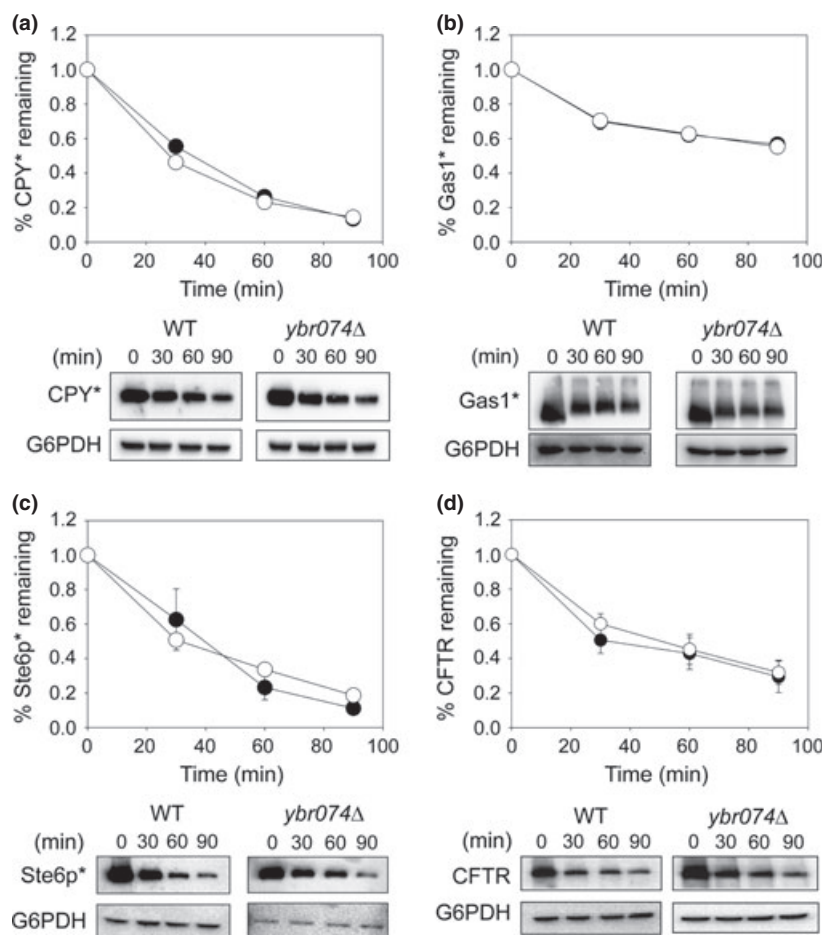 (a)
1.2
1.0
0.8
0.6
0.4
0.2
0.0
% CPY* remaining
0 20 40 60 80 100
Time (min)
WT ybr074Δ
(min) 0 30 60 90 0 30 60 90
CPY*
G6PDH
(b)
1.2
1.0
0.8
0.6
0.4
0.2
0.0
% Gas1* remaining
0 20 40 60 80 100
Time (min)
WT ybr074Δ
(min) 0 30 60 90 0 30 60 90
Gas1*
G6PDH
(c)
1.2
1.0
0.8
0.6
0.4
0.2
0.0
% Ste6p* remaining
0 20 40 60 80 100
Time (min)
WT ybr074Δ
(min) 0 30 60 90 0 30 60 90
Ste6p*
G6PDH
(d)
1.2
1.0
0.8
0.6
0.4
0.2
0.0
% CFTR remaining
0 20 40 60 80 100
Time (min)
WT ybr074Δ
(min) 0 30 60 90 0 30 60 90
CFTR
G6PDH